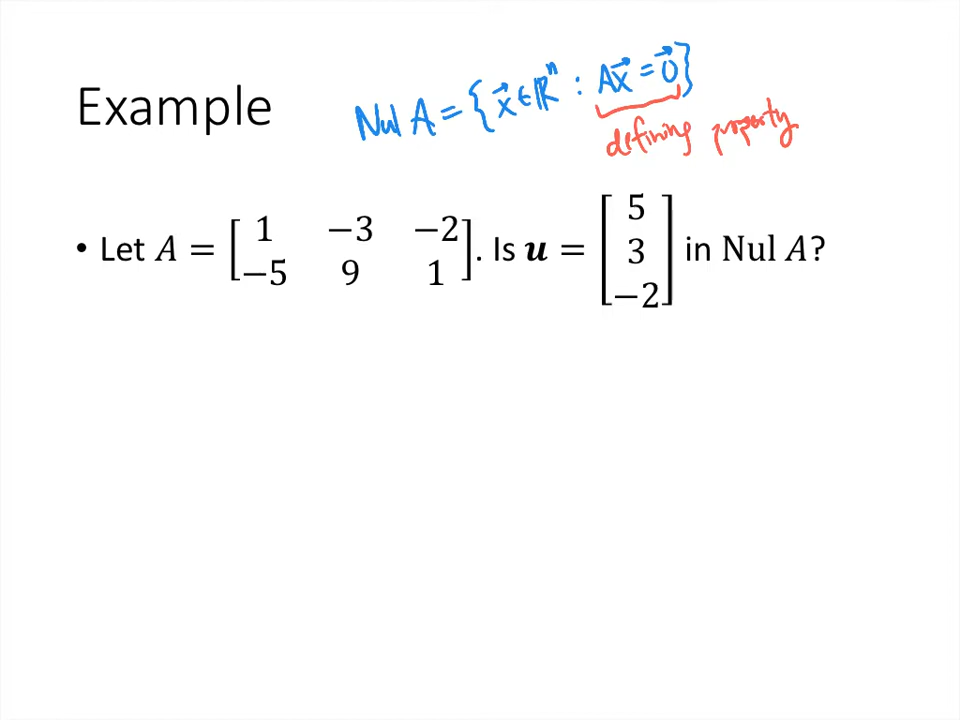 Example
Nul A = { x⃗ ∈ ℝⁿ : Ax⃗ = 0⃗ }
defining property
• Let A = [1 −3 −2; −5 9 1]. Is u = [5; 3; −2] in Nul A?